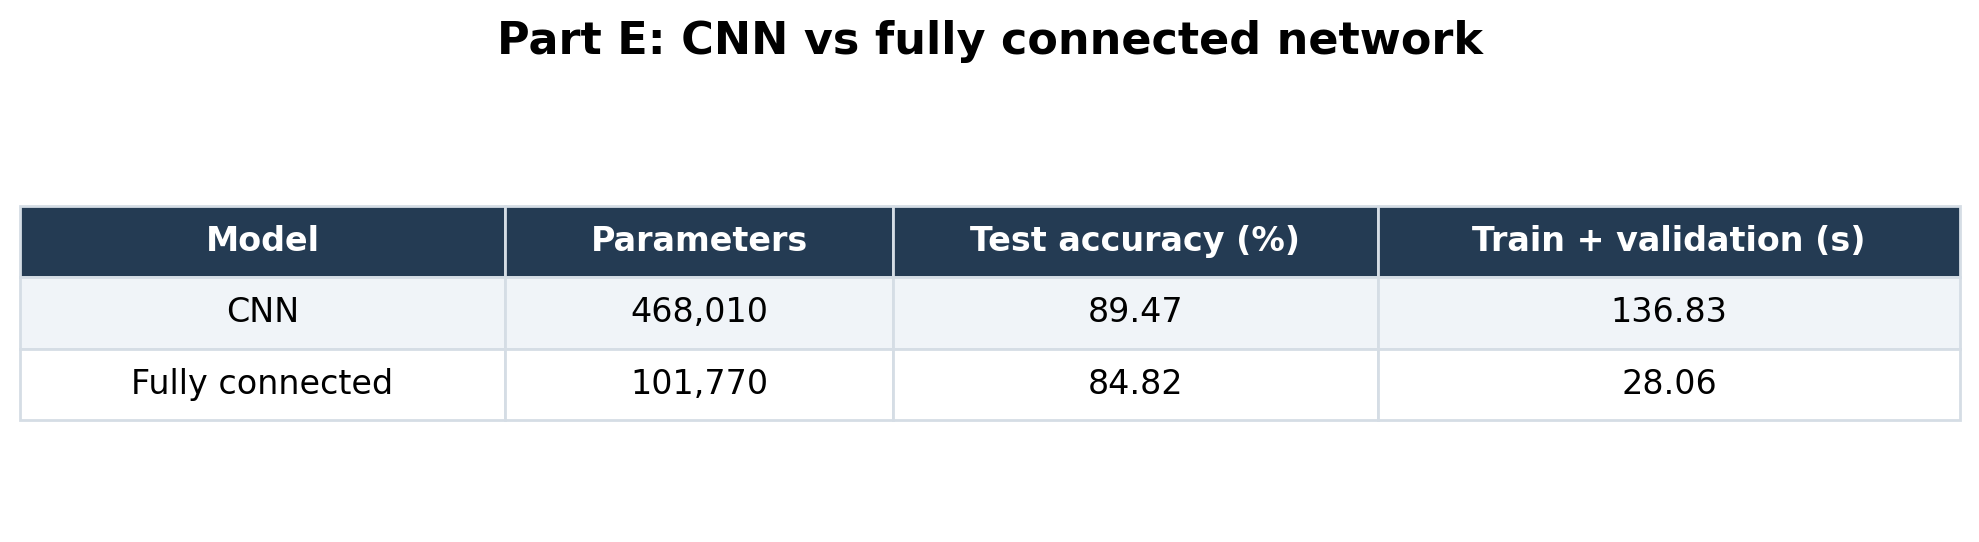 Part E: CNN vs fully connected network
Model Parameters Test accuracy (%) Train + validation (s)
CNN 468,010 89.47 136.83
Fully connected 101,770 84.82 28.06